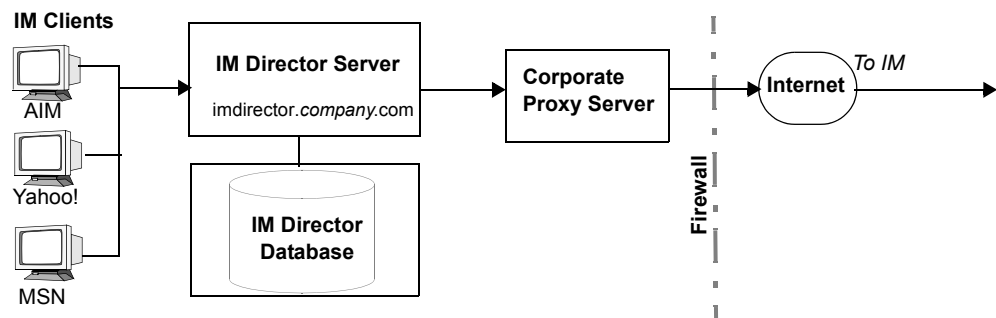 IM Clients
AIM
Yahoo!
MSN
IM Director Server
imdirector.company.com
IM Director
Database
Corporate
Proxy Server
Firewall
Internet
To IM